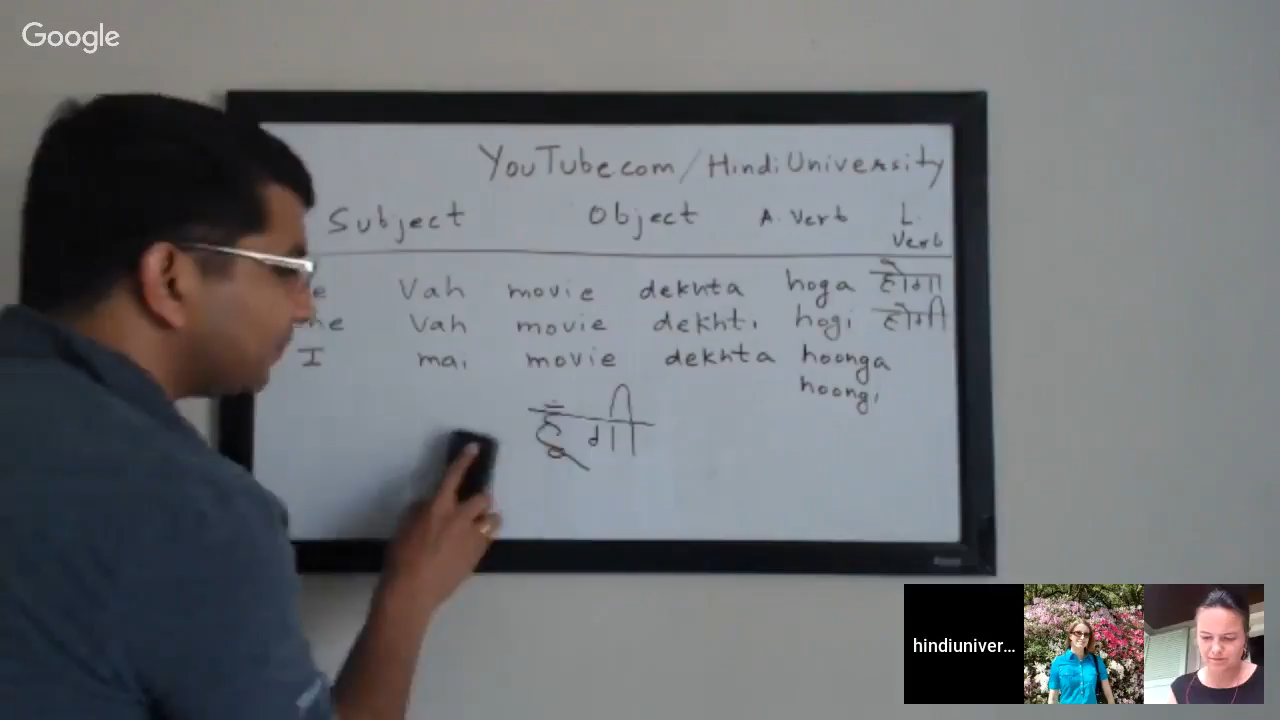 Google
YouTube.com/HindiUniversity
Subject Object A. Verb L. Verb
Vah movie dekhta hoga होगा
Vah movie dekhti hogi होगी
I mai movie dekhta hoonga
hoongi
हूँगी
hindiuniver...